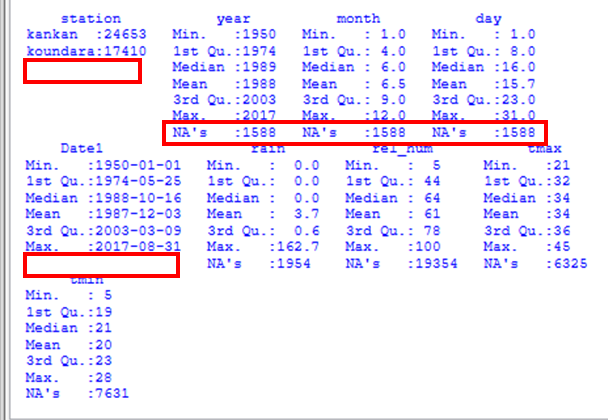 station year month day
kankan :24653 Min. :1950 Min. : 1.0 Min. : 1.0
koundara:17410 1st Qu.:1974 1st Qu.: 4.0 1st Qu.: 8.0
Median :1989 Median : 6.0 Median :16.0
Mean :1988 Mean : 6.5 Mean :15.7
3rd Qu.:2003 3rd Qu.: 9.0 3rd Qu.:23.0
Max. :2017 Max. :12.0 Max. :31.0
NA's :1588 NA's :1588 NA's :1588
Date1 rain rel_hum tmax
Min. :1950-01-01 Min. : 0.0 Min. : 5 Min. :21
1st Qu.:1974-05-25 1st Qu.: 0.0 1st Qu.: 44 1st Qu.:32
Median :1988-10-16 Median : 0.0 Median : 64 Median :34
Mean :1987-12-03 Mean : 3.7 Mean : 61 Mean :34
3rd Qu.:2003-03-09 3rd Qu.: 0.6 3rd Qu.: 78 3rd Qu.:36
Max. :2017-08-31 Max. :162.7 Max. :100 Max. :45
NA's :1954 NA's :19354 NA's :6325
tmin
Min. : 5
1st Qu.:19
Median :21
Mean :20
3rd Qu.:23
Max. :28
NA's :7631